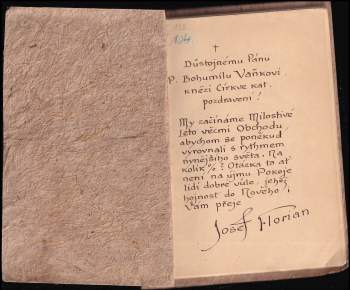 †
Důstojnému Pánu
P. Bohumilu Vaňkovi
knězi Církve kat.
pozdravení!
My začínáme Milostivé
léto věcmi Obchodu,
abychom se poněkud
vyrovnali s rytmem
nynějšího světa. Na
kolik %? Otázka ta ať
není na újmu Pokoje
lidí dobré vůle, jehož
hojnost do Nového r.
Vám přeje
Josef Florian